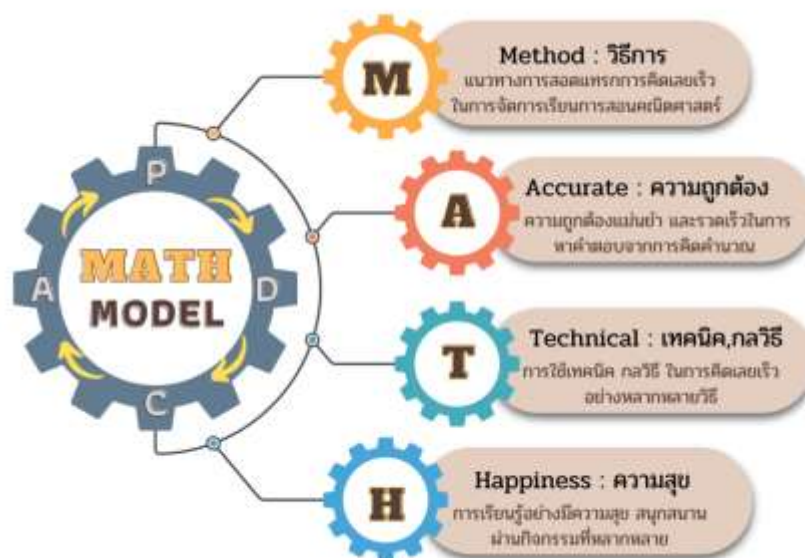 P
D
C
A
MATH
MODEL
M
Method : วิธีการ
แนวทางการสอดแทรกการคิดเลขเร็ว
ในการจัดการเรียนการสอนคณิตศาสตร์
A
Accurate : ความถูกต้อง
ความถูกต้องแม่นยำ และรวดเร็วในการ
หาคำตอบจากการคิดคำนวณ
T
Technical : เทคนิค,กลวิธี
การใช้เทคนิค กลวิธี ในการคิดเลขเร็ว
อย่างหลากหลายวิธี
H
Happiness : ความสุข
การเรียนรู้อย่างมีความสุข สนุกสนาน
ผ่านกิจกรรมที่หลากหลาย